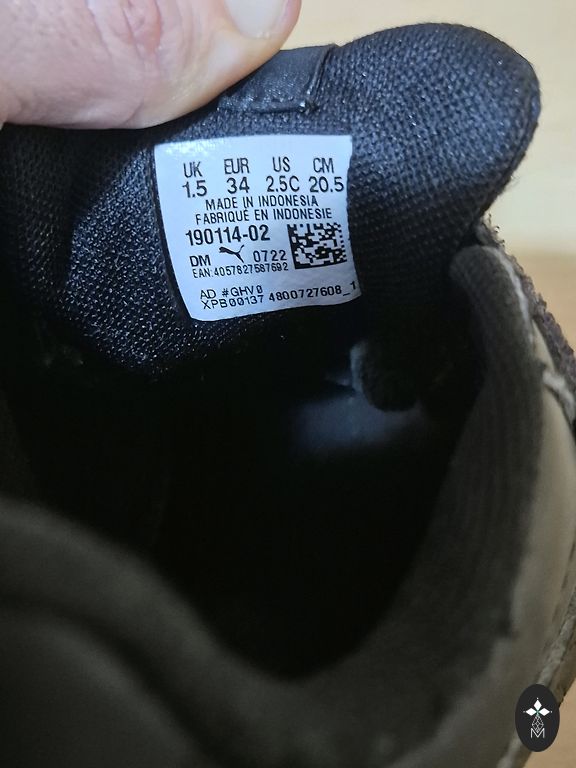 UK EUR US CM
1.5 34 2.5C 20.5
MADE IN INDONESIA
FABRIQUÉ EN INDONESIE
190114-02
DM 0722
EAN:4057827587692
AD #GHV0
XPB00137 4800727608_1
M